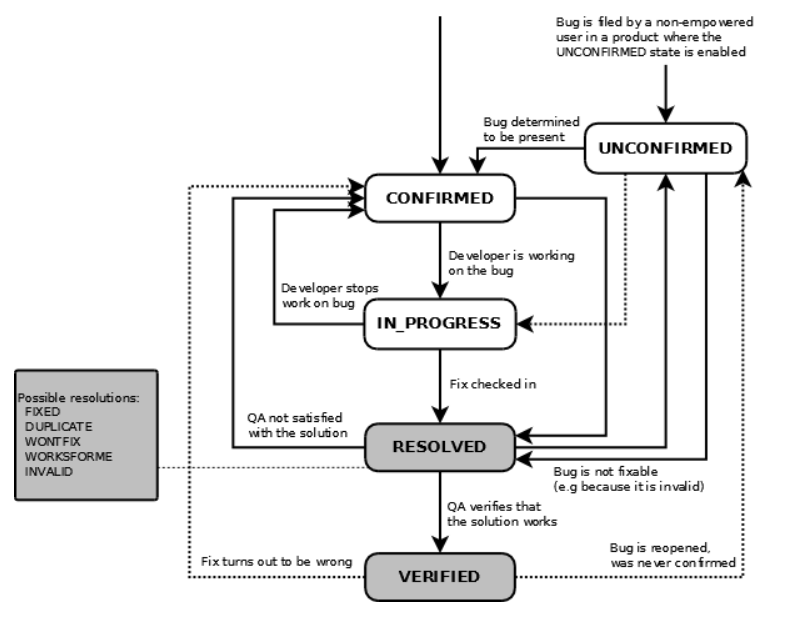 Bug is filed by a non-empowered
user in a product where the
UNCONFIRMED state is enabled
Bug determined
to be present
UNCONFIRMED
CONFIRMED
Developer is working
on the bug
Developer stops
work on bug
IN_PROGRESS
Fix checked in
Possible resolutions:
FIXED
DUPLICATE
WONTFIX
WORKSFORME
INVALID
QA not satisfied
with the solution
RESOLVED
Bug is not fixable
(e.g because it is invalid)
QA verifies that
the solution works
Fix turns out to be wrong
VERIFIED
Bug is reopened,
was never confirmed